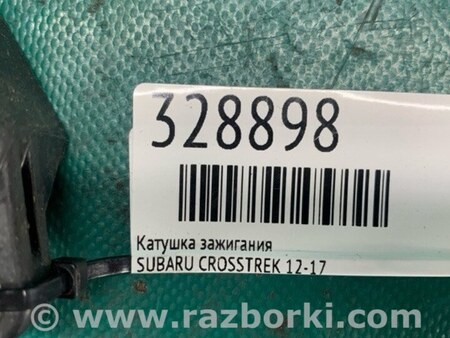 328898
Катушка зажигания
SUBARU CROSSTREK 12-17
www.razborki.com